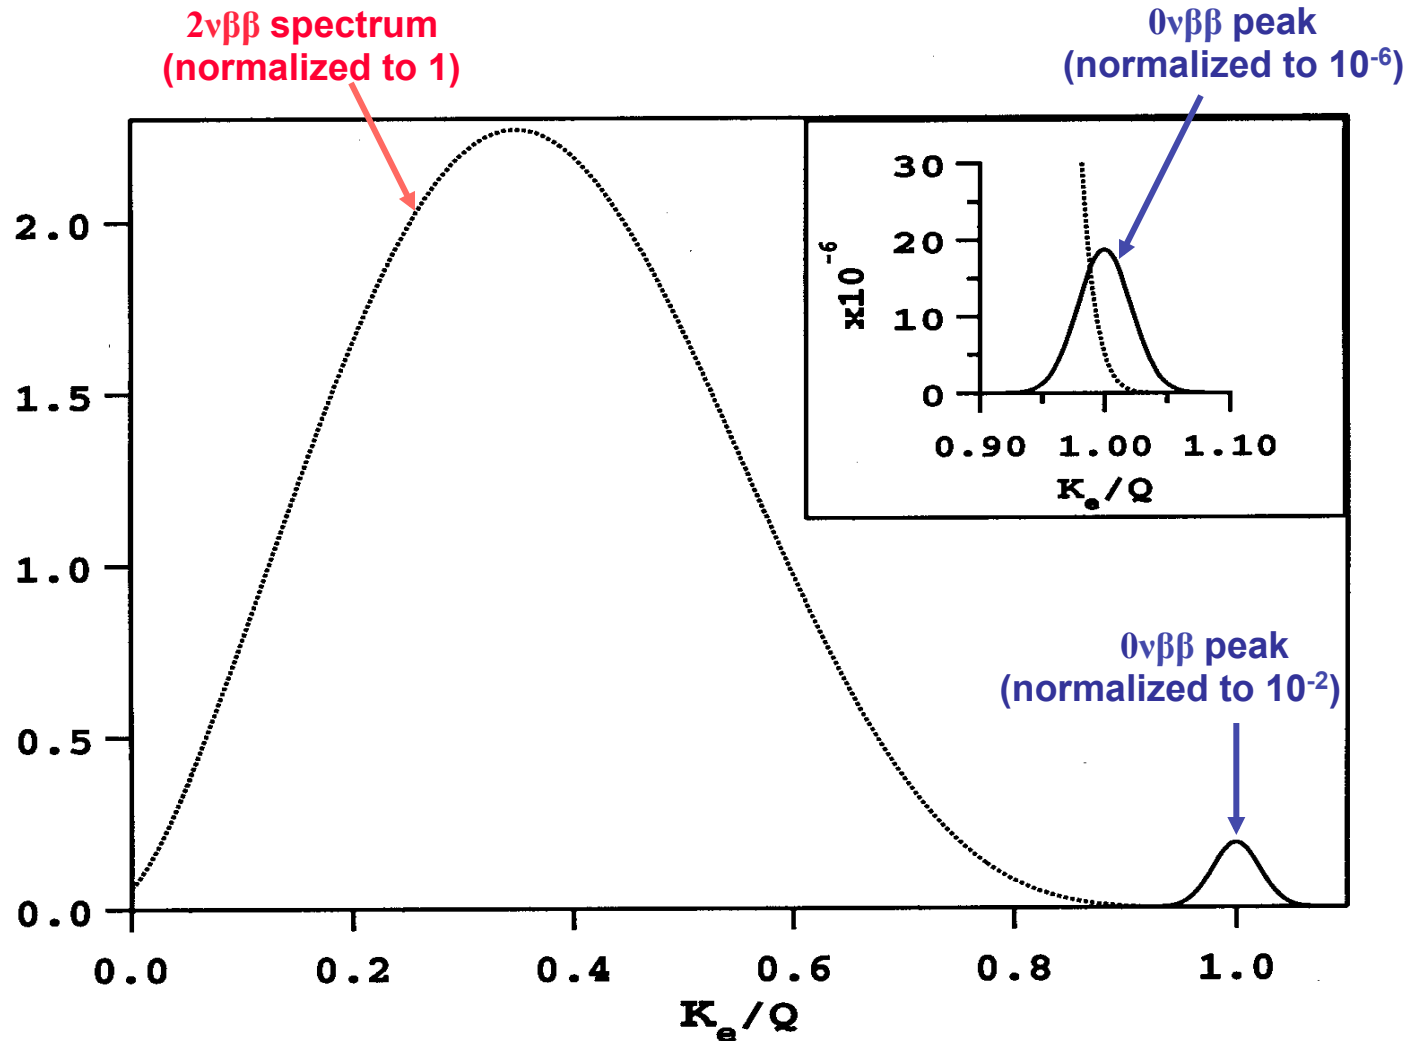 2νββ spectrum
(normalized to 1)
0νββ peak
(normalized to 10⁻⁶)
30
20
10
0
x10⁻⁶
0.90 1.00 1.10
Kₑ/Q
2.0
1.5
1.0
0.5
0.0
0νββ peak
(normalized to 10⁻²)
0.0 0.2 0.4 0.6 0.8 1.0
Kₑ/Q